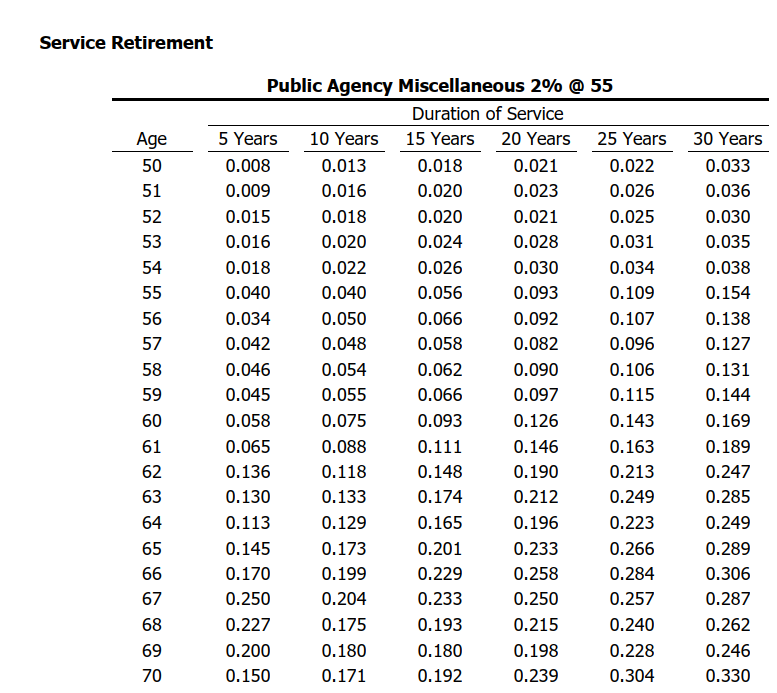 Service Retirement
Public Agency Miscellaneous 2% @ 55
Duration of Service
Age 5 Years 10 Years 15 Years 20 Years 25 Years 30 Years
50 0.008 0.013 0.018 0.021 0.022 0.033
51 0.009 0.016 0.020 0.023 0.026 0.036
52 0.015 0.018 0.020 0.021 0.025 0.030
53 0.016 0.020 0.024 0.028 0.031 0.035
54 0.018 0.022 0.026 0.030 0.034 0.038
55 0.040 0.040 0.056 0.093 0.109 0.154
56 0.034 0.050 0.066 0.092 0.107 0.138
57 0.042 0.048 0.058 0.082 0.096 0.127
58 0.046 0.054 0.062 0.090 0.106 0.131
59 0.045 0.055 0.066 0.097 0.115 0.144
60 0.058 0.075 0.093 0.126 0.143 0.169
61 0.065 0.088 0.111 0.146 0.163 0.189
62 0.136 0.118 0.148 0.190 0.213 0.247
63 0.130 0.133 0.174 0.212 0.249 0.285
64 0.113 0.129 0.165 0.196 0.223 0.249
65 0.145 0.173 0.201 0.233 0.266 0.289
66 0.170 0.199 0.229 0.258 0.284 0.306
67 0.250 0.204 0.233 0.250 0.257 0.287
68 0.227 0.175 0.193 0.215 0.240 0.262
69 0.200 0.180 0.180 0.198 0.228 0.246
70 0.150 0.171 0.192 0.239 0.304 0.330